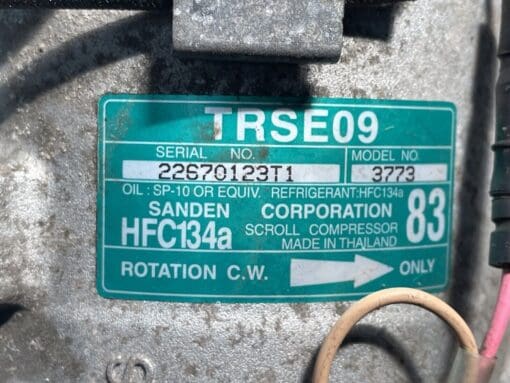 TRSE09
SERIAL NO. MODEL NO.
22670123T1 3773
OIL : SP-10 OR EQUIV. REFRIGERANT:HFC134a
SANDEN CORPORATION 83
HFC134a SCROLL COMPRESSOR
MADE IN THAILAND
ROTATION C.W. ONLY